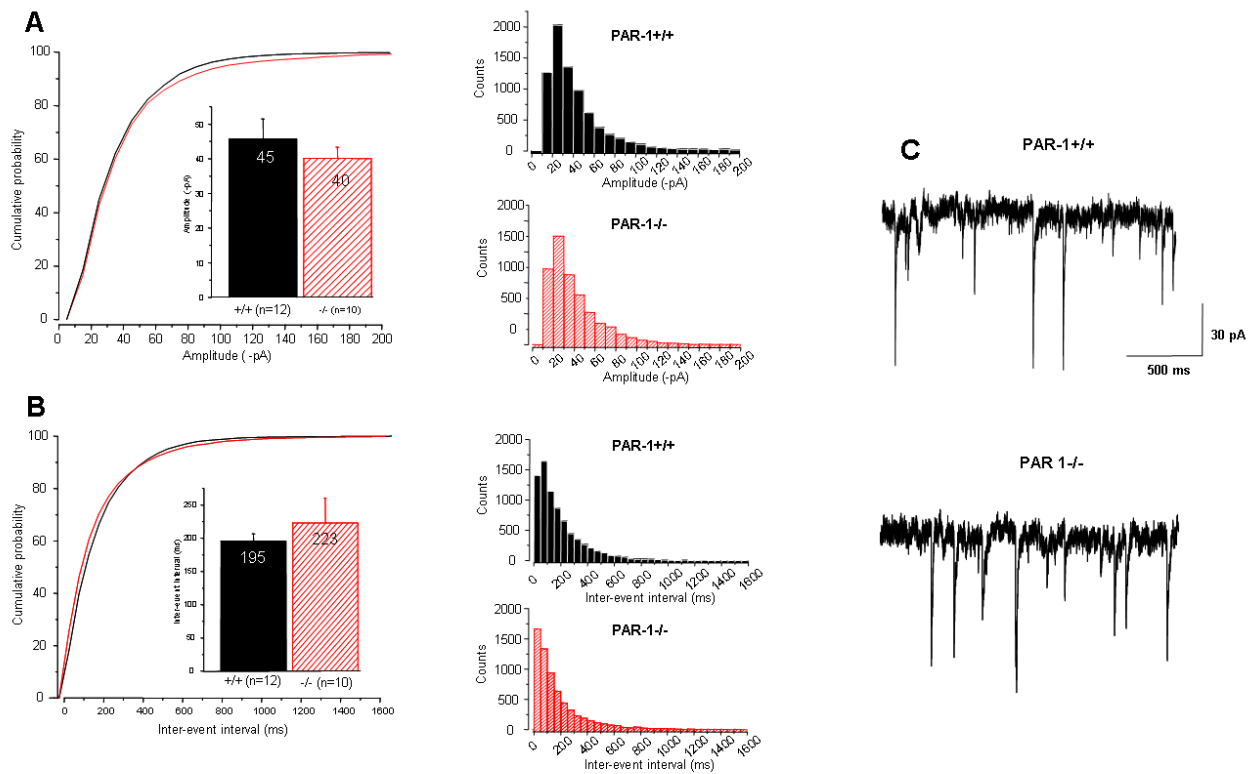 A
Cumulative probability
100
80
60
40
20
0
0 20 40 60 80 100 120 140 160 180 200
Amplitude ( -pA)
Amplitude (-pA)
50
40
30
20
10
0
45
40
+/+ (n=12)
-/- (n=10)
PAR-1+/+
Counts
2000
1500
1000
500
0
0 20 40 60 80 100 120 140 160 180 200
Amplitude (-pA)
PAR-1-/-
Counts
2000
1500
1000
500
0
0 20 40 60 80 100 120 140 160 180 200
Amplitude (-pA)
B
Cumulative probability
100
80
60
40
20
0
0 200 400 600 800 1000 1200 1400 1600
Inter-event interval (ms)
Inter-event Interval (ms)
250
200
150
100
50
0
195
223
+/+ (n=12)
-/- (n=10)
PAR-1+/+
Counts
2000
1500
1000
500
0
0 200 400 600 800 1000 1200 1400 1600
Inter-event interval (ms)
PAR-1-/-
Counts
2000
1500
1000
500
0
0 200 400 600 800 1000 1200 1400 1600
Inter-event interval (ms)
C
PAR-1+/+
30 pA
500 ms
PAR 1-/-